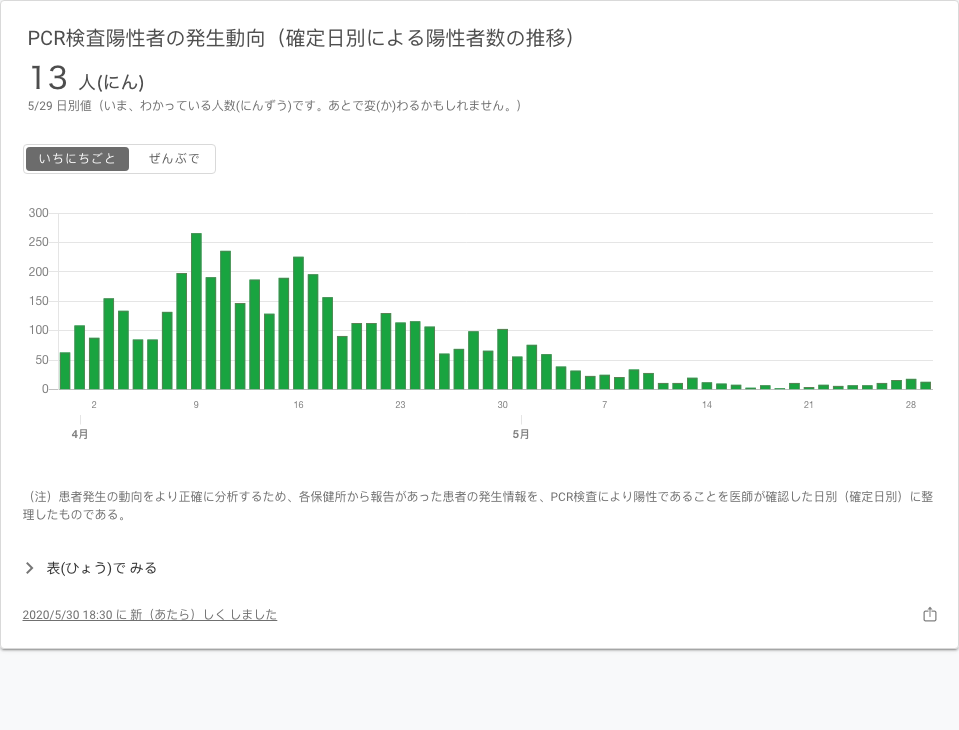 PCR検査陽性者の発生動向（確定日別による陽性者数の推移）
13 人(にん)
5/29 日別値（いま、わかっている人数(にんずう)です。あとで変(か)わるかもしれません。）
いちにちごと ぜんぶで
300
250
200
150
100
50
0
2 9 16 23 30 7 14 21 28
4月 5月
（注）患者発生の動向をより正確に分析するため、各保健所から報告があった患者の発生情報を、PCR検査により陽性であることを医師が確認した日別（確定日別）に整
理したものである。
表(ひょう)で みる
2020/5/30 18:30 に 新（あたら）しく しました